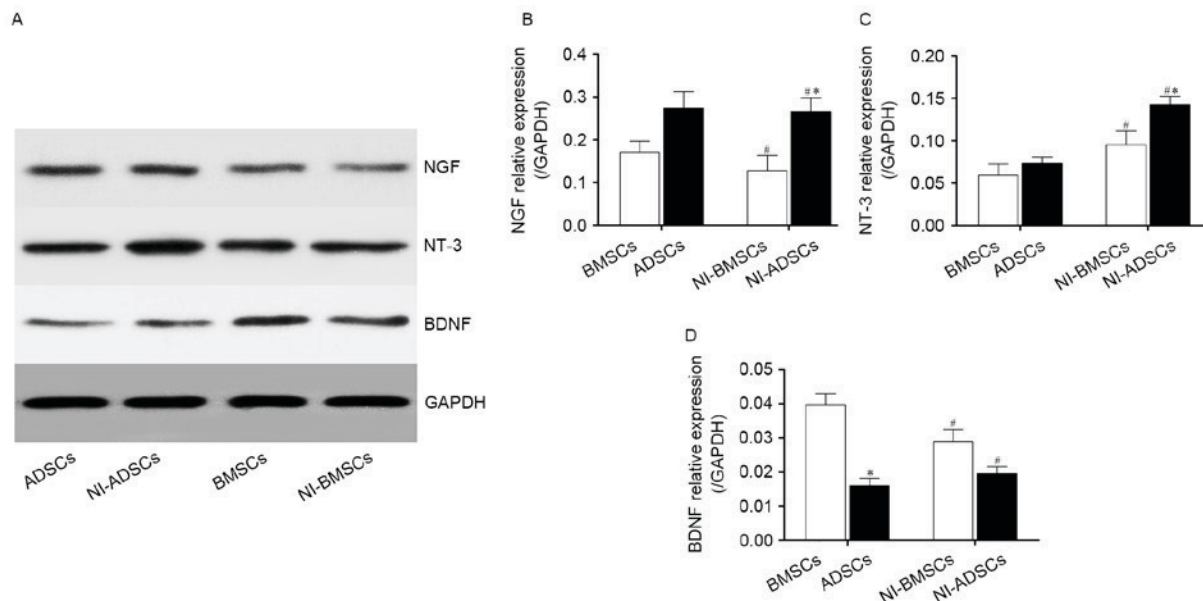 A
NGF
NT-3
BDNF
GAPDH
ADSCs
NI-ADSCs
BMSCs
NI-BMSCs
B
NGF relative expression
(/GAPDH)
0.4
0.3
0.2
0.1
0.0
#
#*
BMSCs
ADSCs
NI-BMSCs
NI-ADSCs
C
NT-3 relative expression
(/GAPDH)
0.20
0.15
0.10
0.05
0.00
#
#*
BMSCs
ADSCs
NI-BMSCs
NI-ADSCs
D
BDNF relative expression
(/GAPDH)
0.05
0.04
0.03
0.02
0.01
0.00
*
#
#
BMSCs
ADSCs
NI-BMSCs
NI-ADSCs